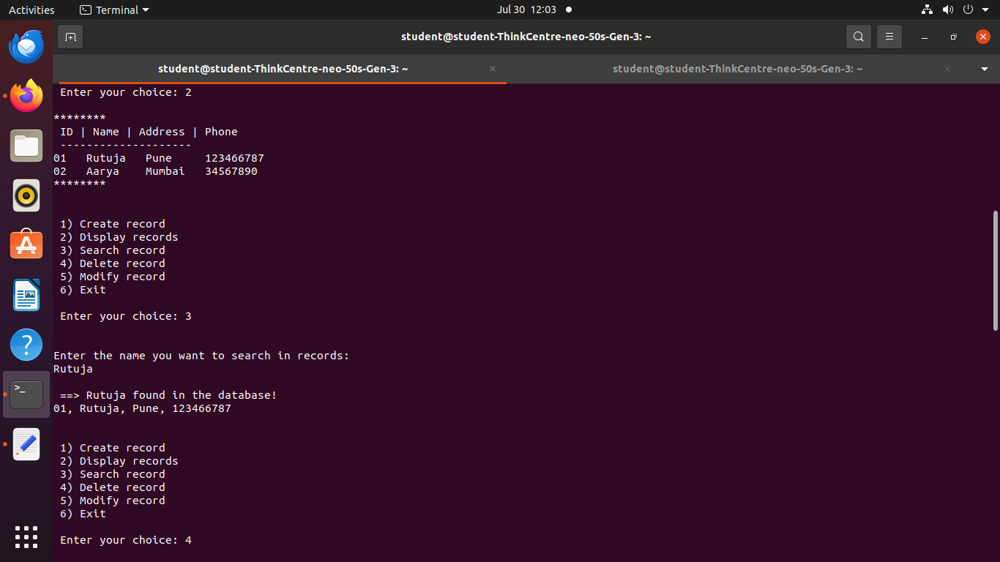 Activities
Terminal
Jul 30 12:03
student@student-ThinkCentre-neo-50s-Gen-3: ~
student@student-ThinkCentre-neo-50s-Gen-3: ~
student@student-ThinkCentre-neo-50s-Gen-3: ~
Enter your choice: 2
********
ID | Name | Address | Phone
--------------------
01   Rutuja   Pune     123466787
02   Aarya    Mumbai   34567890
********
1) Create record
2) Display records
3) Search record
4) Delete record
5) Modify record
6) Exit
Enter your choice: 3
Enter the name you want to search in records:
Rutuja
==> Rutuja found in the database!
01, Rutuja, Pune, 123466787
1) Create record
2) Display records
3) Search record
4) Delete record
5) Modify record
6) Exit
Enter your choice: 4